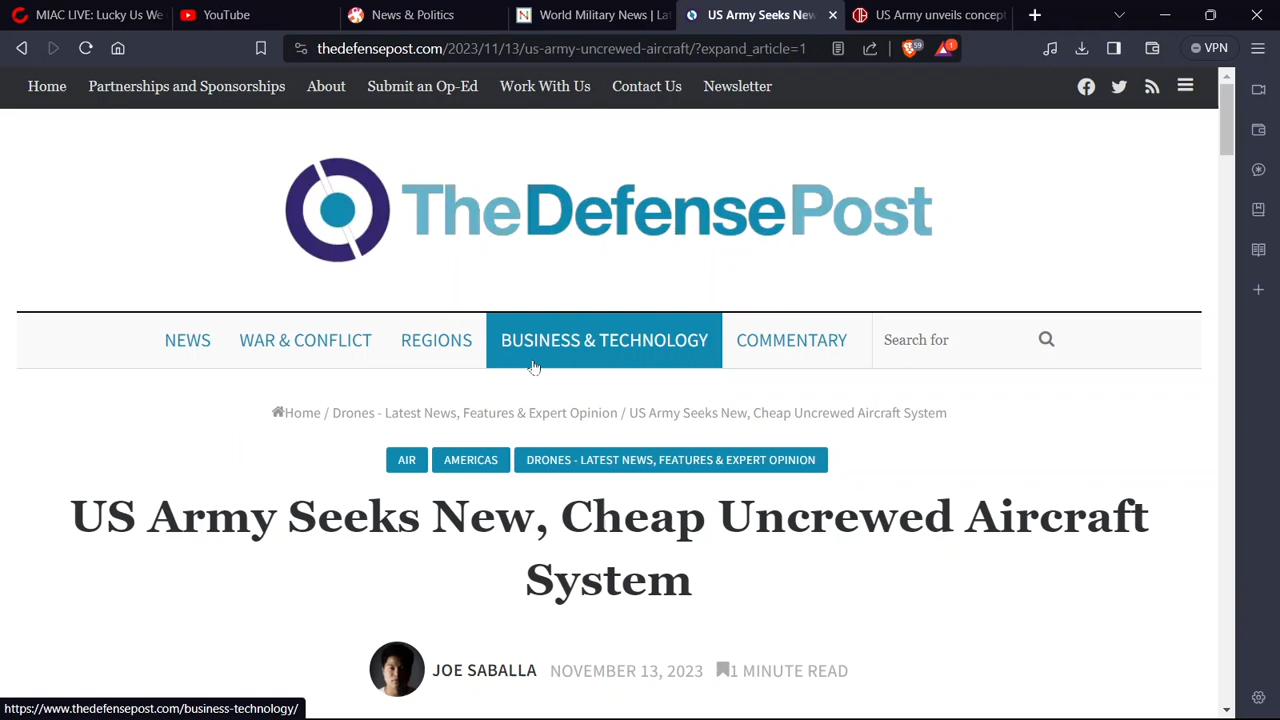 MIAC LIVE: Lucky Us We
YouTube
News & Politics
World Military News | Lat
US Army Seeks New
US Army unveils concept
thedefensepost.com/2023/11/13/us-army-uncrewed-aircraft/?expand_article=1
59
1
VPN
Home
Partnerships and Sponsorships
About
Submit an Op-Ed
Work With Us
Contact Us
Newsletter
TheDefensePost
NEWS
WAR & CONFLICT
REGIONS
BUSINESS & TECHNOLOGY
COMMENTARY
Search for
Home / Drones - Latest News, Features & Expert Opinion / US Army Seeks New, Cheap Uncrewed Aircraft System
AIR
AMERICAS
DRONES - LATEST NEWS, FEATURES & EXPERT OPINION
US Army Seeks New, Cheap Uncrewed Aircraft
System
JOE SABALLA
NOVEMBER 13, 2023
1 MINUTE READ
https://www.thedefensepost.com/business-technology/